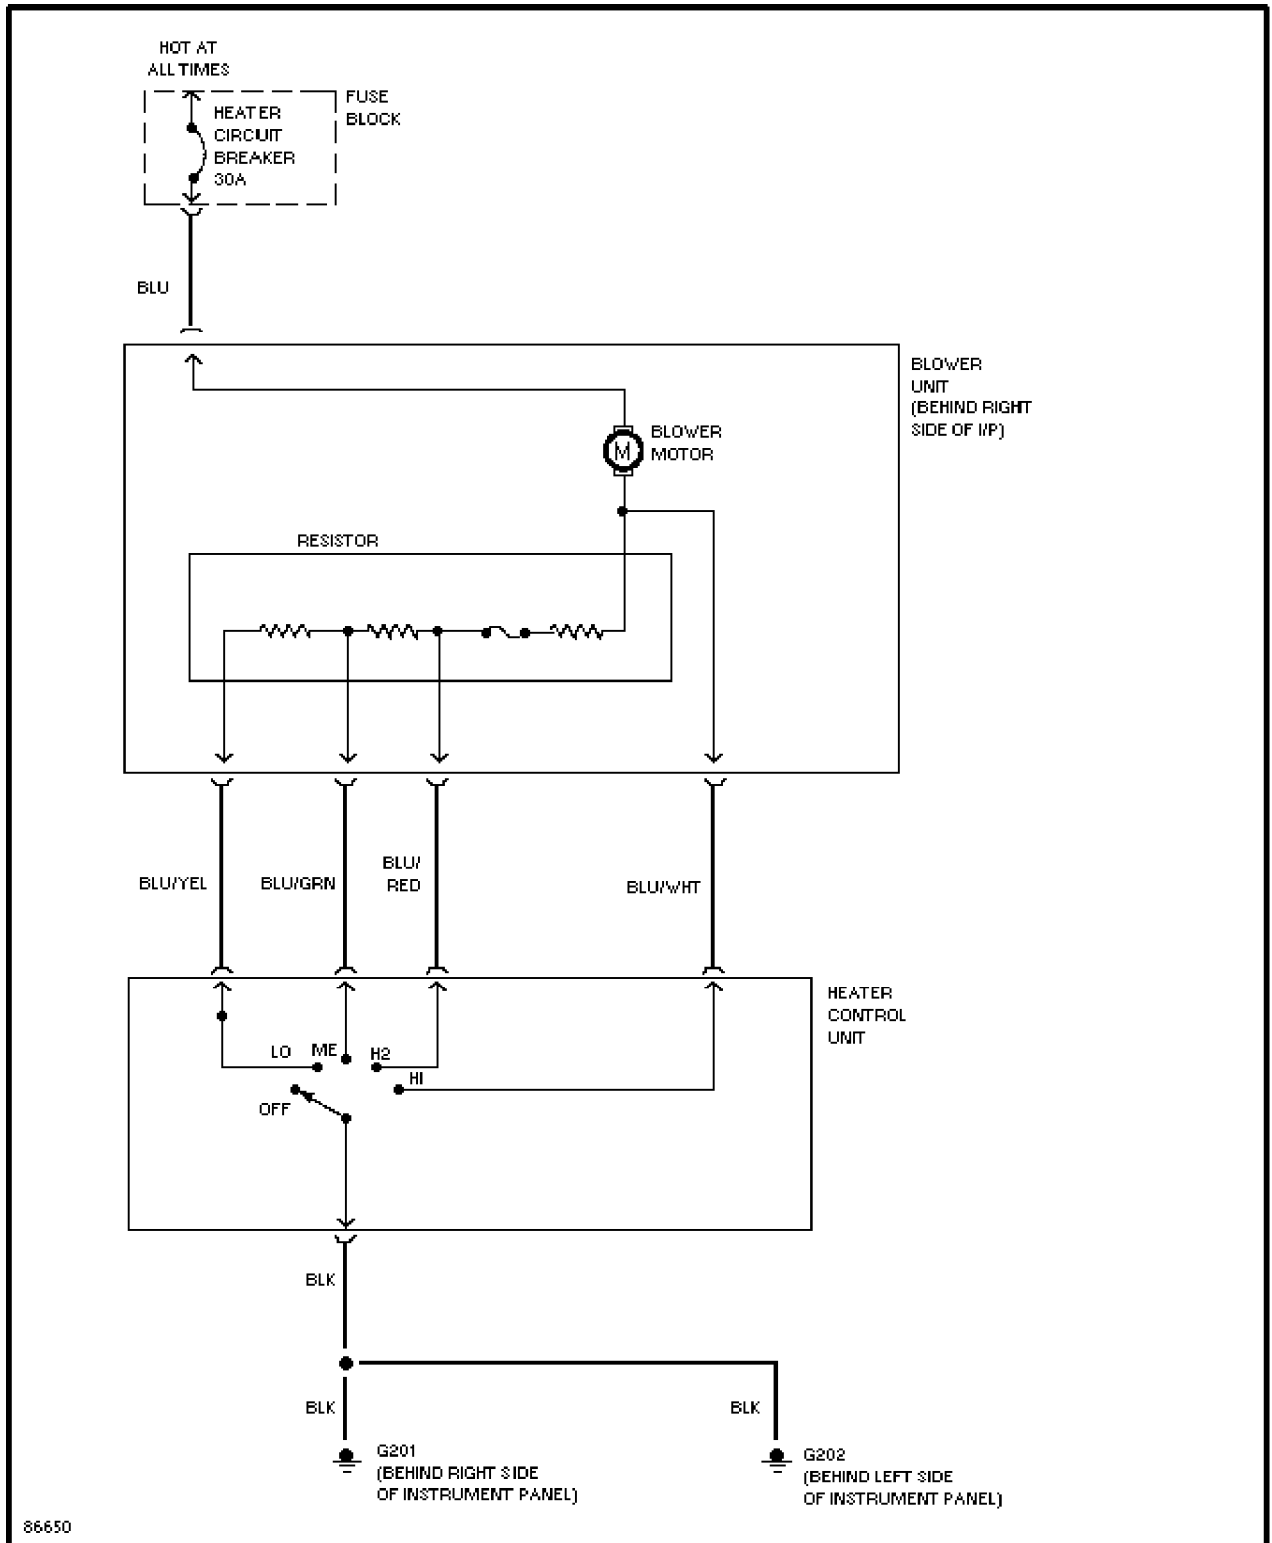 HOT AT
ALL TIMES
FUSE
BLOCK
HEATER
CIRCUIT
BREAKER
30A
BLU
BLOWER
UNIT
(BEHIND RIGHT
SIDE OF I/P)
BLOWER
MOTOR
M
RESISTOR
BLU/YEL
BLU/GRN
BLU/
RED
BLU/WHT
HEATER
CONTROL
UNIT
LO
ME
H2
HI
OFF
BLK
BLK
BLK
G201
(BEHIND RIGHT SIDE
OF INSTRUMENT PANEL)
G202
(BEHIND LEFT SIDE
OF INSTRUMENT PANEL)
86650